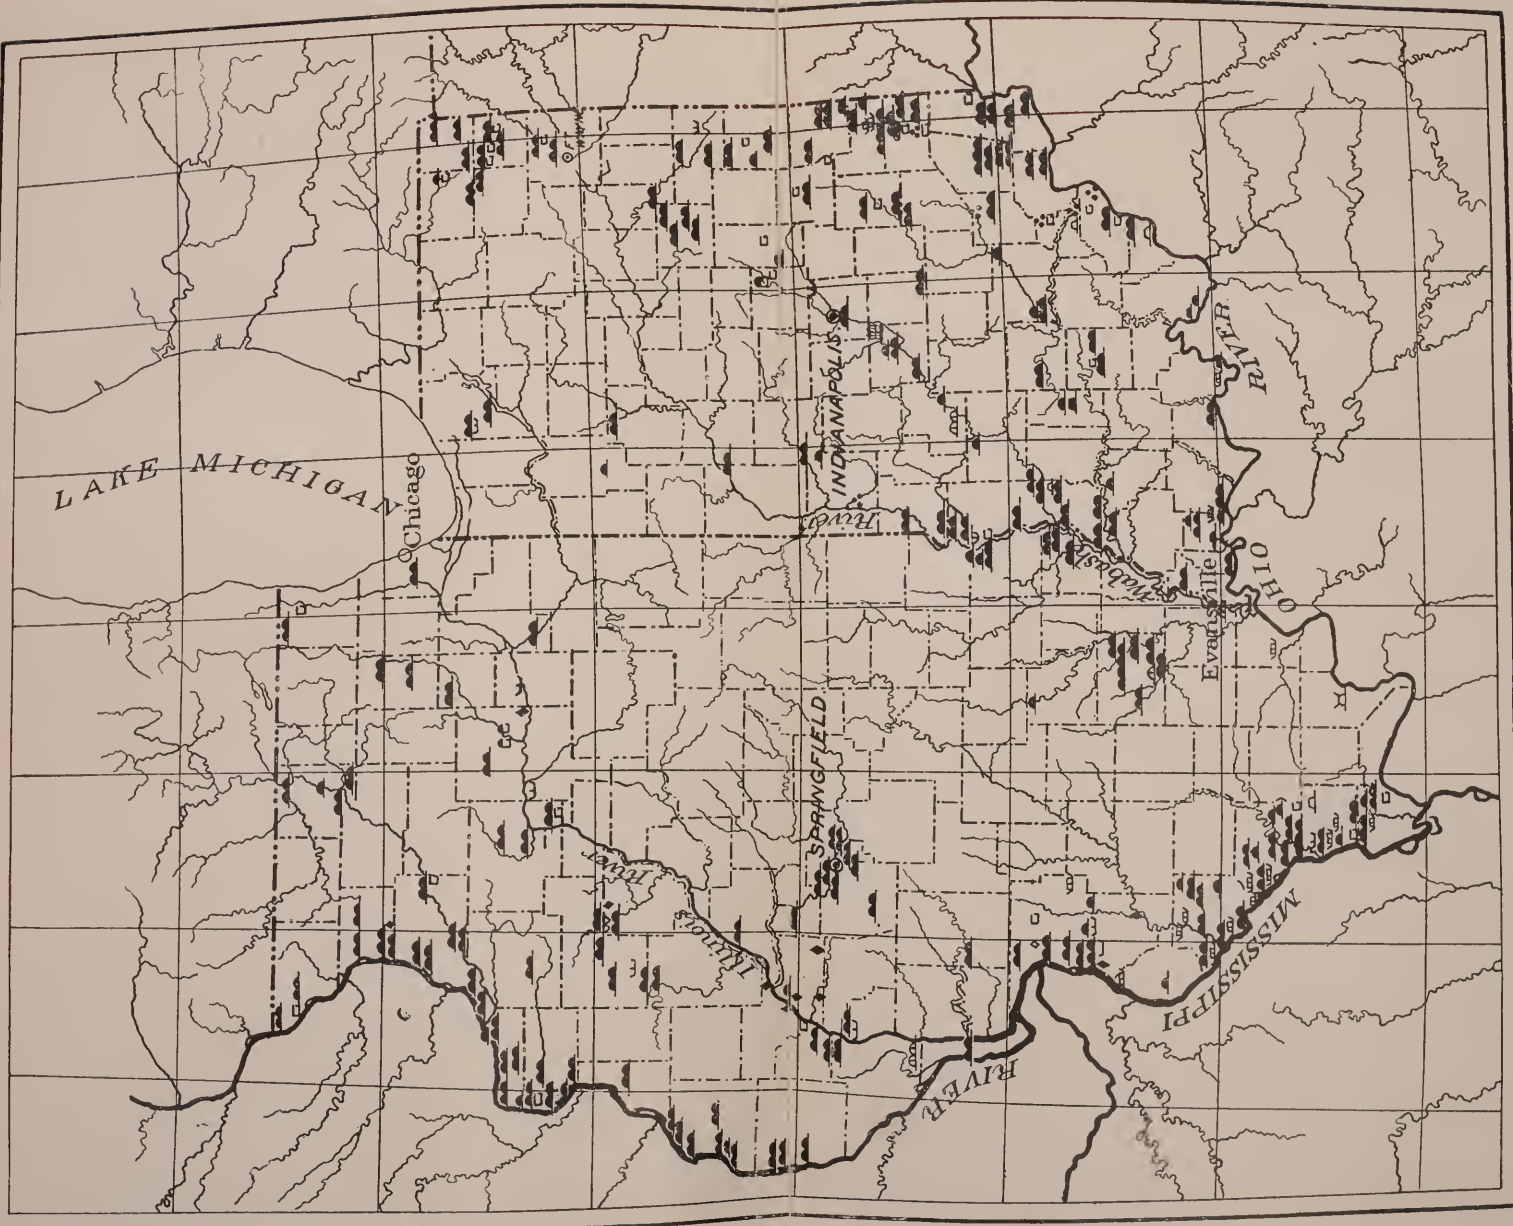 LAKE MICHIGAN
Chicago
INDIANAPOLIS
River
Wabash
RIVER
OHIO
Evansville
SPRINGFIELD
River
Illinois
MISSISSIPPI
RIVER